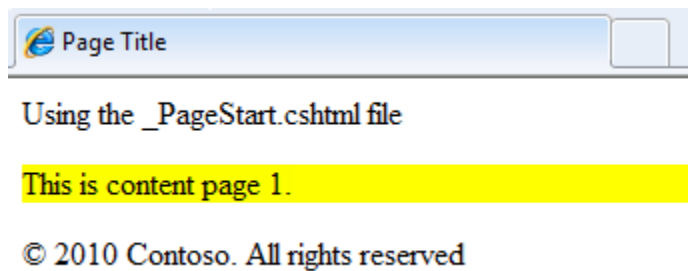 Page Title
Using the _PageStart.cshtml file
This is content page 1.
© 2010 Contoso. All rights reserved